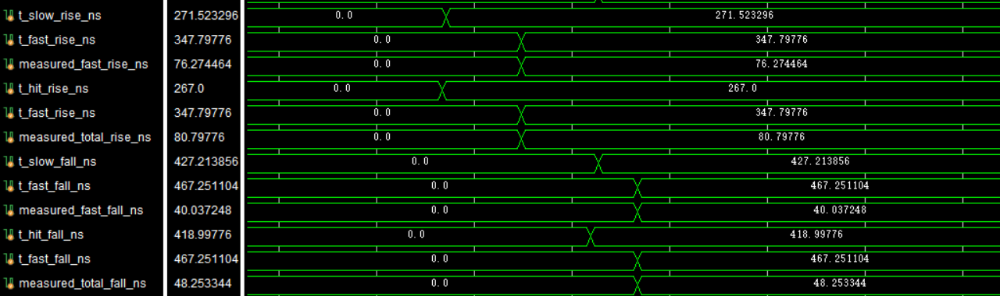 t_slow_rise_ns 271.523296 0.0 271.523296
t_fast_rise_ns 347.79776 0.0 347.79776
measured_fast_rise_ns 76.274464 0.0 76.274464
t_hit_rise_ns 267.0 0.0 267.0
t_fast_rise_ns 347.79776 0.0 347.79776
measured_total_rise_ns 80.79776 0.0 80.79776
t_slow_fall_ns 427.213856 0.0 427.213856
t_fast_fall_ns 467.251104 0.0 467.251104
measured_fast_fall_ns 40.037248 0.0 40.037248
t_hit_fall_ns 418.99776 0.0 418.99776
t_fast_fall_ns 467.251104 0.0 467.251104
measured_total_fall_ns 48.253344 0.0 48.253344